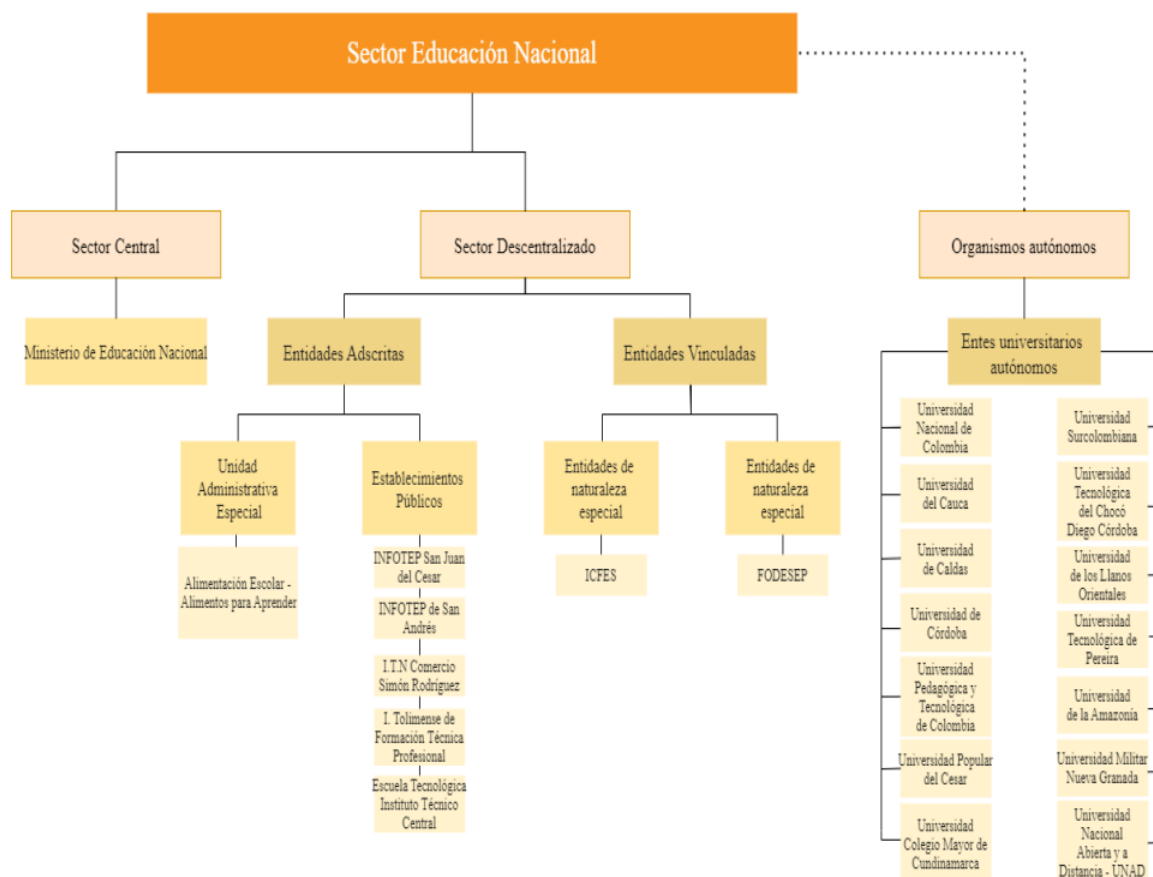 Sector Educación Nacional
Sector Central
Sector Descentralizado
Organismos autónomos
Ministerio de Educación Nacional
Entidades Adscritas
Entidades Vinculadas
Entes universitarios
autónomos
Unidad
Administrativa
Especial
Establecimientos
Públicos
Entidades de
naturaleza
especial
Entidades de
naturaleza
especial
Alimentación Escolar -
Alimentos para Aprender
INFOTEP San Juan
del Cesar
INFOTEP de San
Andrés
I.T.N Comercio
Simón Rodríguez
I. Tolimense de
Formación Técnica
Profesional
Escuela Tecnológica
Instituto Técnico
Central
ICFES
FODESEP
Universidad
Nacional de
Colombia
Universidad
del Cauca
Universidad
de Caldas
Universidad de
Córdoba
Universidad
Pedagógica y
Tecnológica
de Colombia
Universidad Popular
del Cesar
Universidad
Colegio Mayor de
Cundinamarca
Universidad
Surcolombiana
Universidad
Tecnológica
del Chocó
Diego Córdoba
Universidad
de los Llanos
Orientales
Universidad
Tecnológica de
Pereira
Universidad
de la Amazonía
Universidad Militar
Nueva Granada
Universidad
Nacional
Abierta y a
Distancia - UNAD